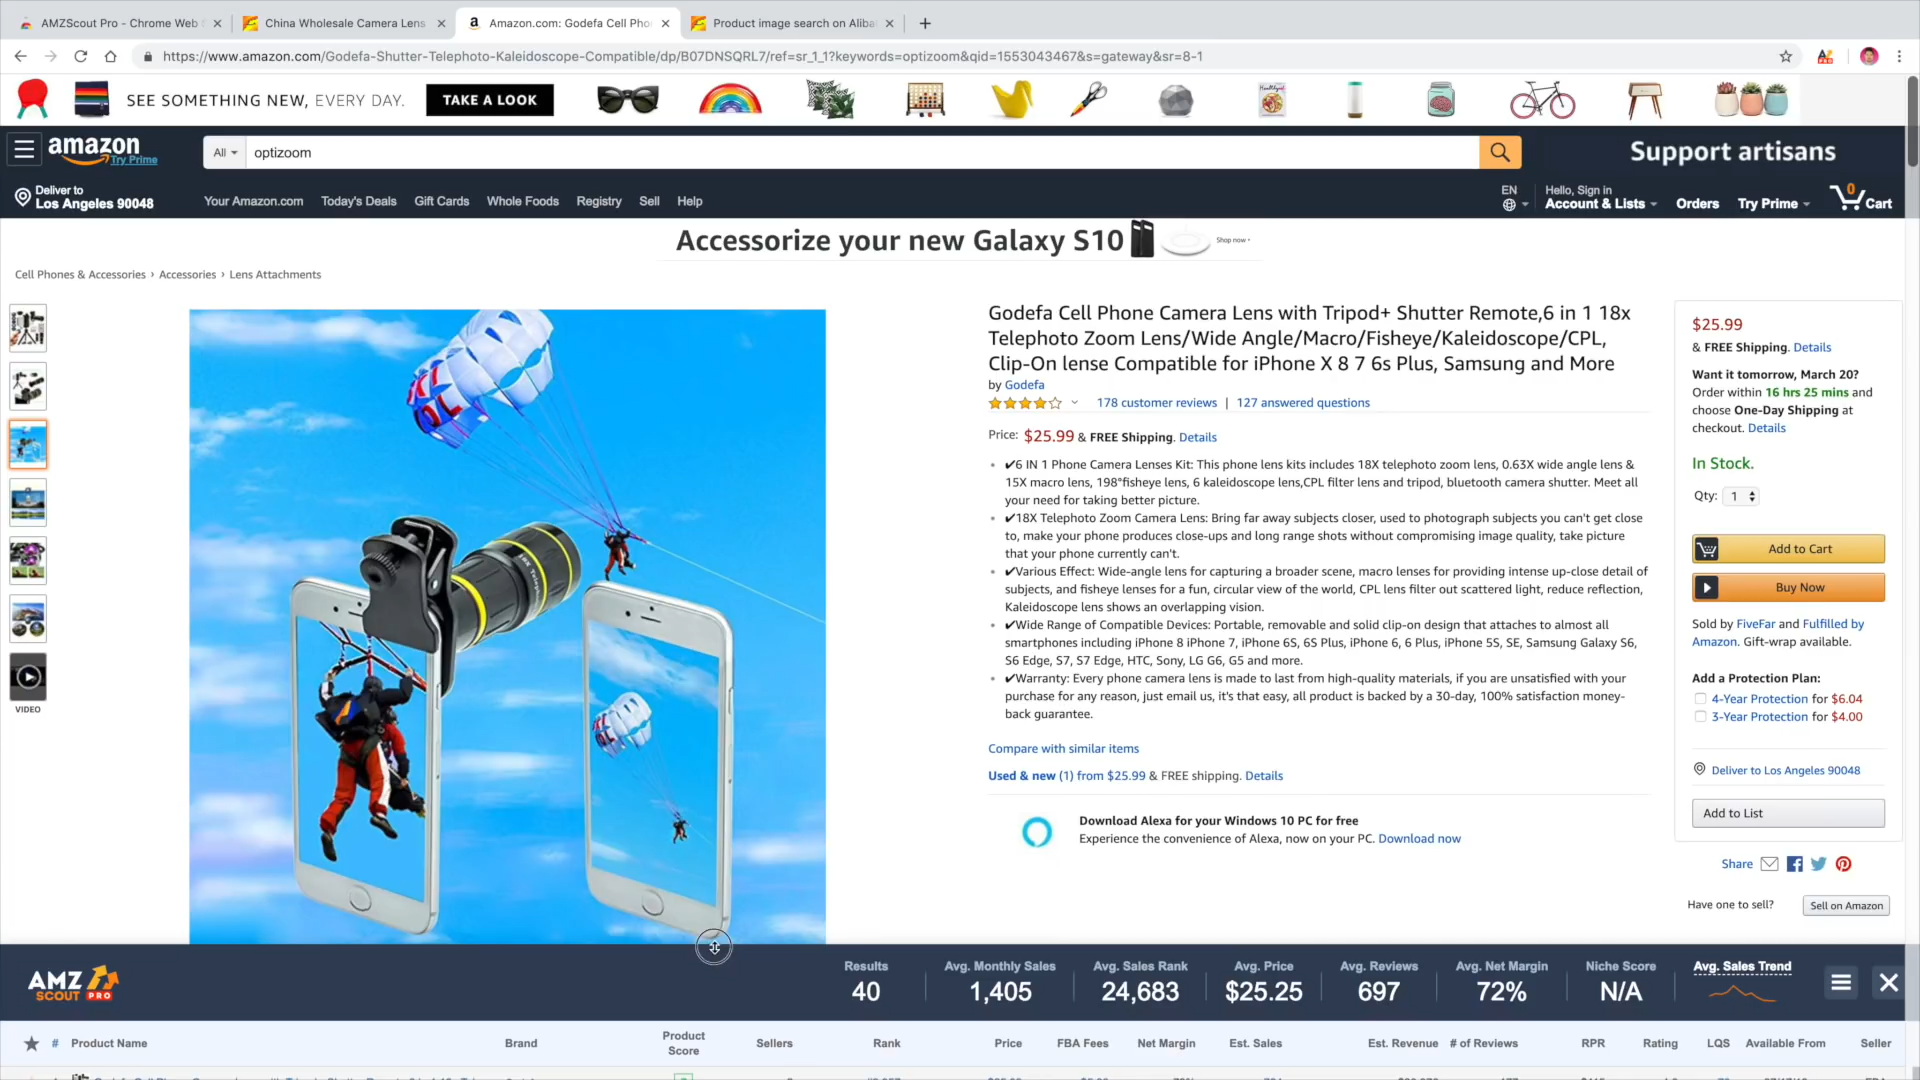 AMZScout Pro - Chrome Web
China Wholesale Camera Lens
Amazon.com: Godefa Cell Pho
Product image search on Aliba
https://www.amazon.com/Godefa-Shutter-Telephoto-Kaleidoscope-Compatible/dp/B07DNSQRL7/ref=sr_1_1?keywords=optizoom&qid=1553043467&s=gateway&sr=8-1
SEE SOMETHING NEW, EVERY DAY. TAKE A LOOK
amazon
Try Prime
All
optizoom
Support artisans
Deliver to
Los Angeles 90048
Your Amazon.com Today's Deals Gift Cards Whole Foods Registry Sell Help
EN
Hello, Sign in
Account & Lists
Orders
Try Prime
0
Cart
Accessorize your new Galaxy S10 Shop now
Cell Phones & Accessories › Accessories › Lens Attachments
VIDEO
Godefa Cell Phone Camera Lens with Tripod+ Shutter Remote,6 in 1 18x
Telephoto Zoom Lens/Wide Angle/Macro/Fisheye/Kaleidoscope/CPL,
Clip-On lense Compatible for iPhone X 8 7 6s Plus, Samsung and More
by Godefa
178 customer reviews | 127 answered questions
Price: $25.99 & FREE Shipping. Details
✔6 IN 1 Phone Camera Lenses Kit: This phone lens kits includes 18X telephoto zoom lens, 0.63X wide angle lens &
15X macro lens, 198°fisheye lens, 6 kaleidoscope lens,CPL filter lens and tripod, bluetooth camera shutter. Meet all
your need for taking better picture.
✔18X Telephoto Zoom Camera Lens: Bring far away subjects closer, used to photograph subjects you can't get close
to, make your phone produces close-ups and long range shots without compromising image quality, take picture
that your phone currently can't.
✔Various Effect: Wide-angle lens for capturing a broader scene, macro lenses for providing intense up-close detail of
subjects, and fisheye lenses for a fun, circular view of the world, CPL lens filter out scattered light, reduce reflection,
Kaleidoscope lens shows an overlapping vision.
✔Wide Range of Compatible Devices: Portable, removable and solid clip-on design that attaches to almost all
smartphones including iPhone 8 iPhone 7, iPhone 6S, 6S Plus, iPhone 6, 6 Plus, iPhone 5S, SE, Samsung Galaxy S6,
S6 Edge, S7, S7 Edge, HTC, Sony, LG G6, G5 and more.
✔Warranty: Every phone camera lens is made to last from high-quality materials, if you are unsatisfied with your
purchase for any reason, just email us, it's that easy, all product is backed by a 30-day, 100% satisfaction money-
back guarantee.
Compare with similar items
Used & new (1) from $25.99 & FREE shipping. Details
Download Alexa for your Windows 10 PC for free
Experience the convenience of Alexa, now on your PC. Download now
$25.99
& FREE Shipping. Details
Want it tomorrow, March 20?
Order within 16 hrs 25 mins and
choose One-Day Shipping at
checkout. Details
In Stock.
Qty: 1
Add to Cart
Buy Now
Sold by FiveFar and Fulfilled by
Amazon. Gift-wrap available.
Add a Protection Plan:
4-Year Protection for $6.04
3-Year Protection for $4.00
Deliver to Los Angeles 90048
Add to List
Share
Have one to sell? Sell on Amazon
AMZ
SCOUT PRO
Results
40
Avg. Monthly Sales
1,405
Avg. Sales Rank
24,683
Avg. Price
$25.25
Avg. Reviews
697
Avg. Net Margin
72%
Niche Score
N/A
Avg. Sales Trend
# Product Name Brand Product Score Sellers Rank Price FBA Fees Net Margin Est. Sales Est. Revenue # of Reviews RPR Rating LQS Available From Seller